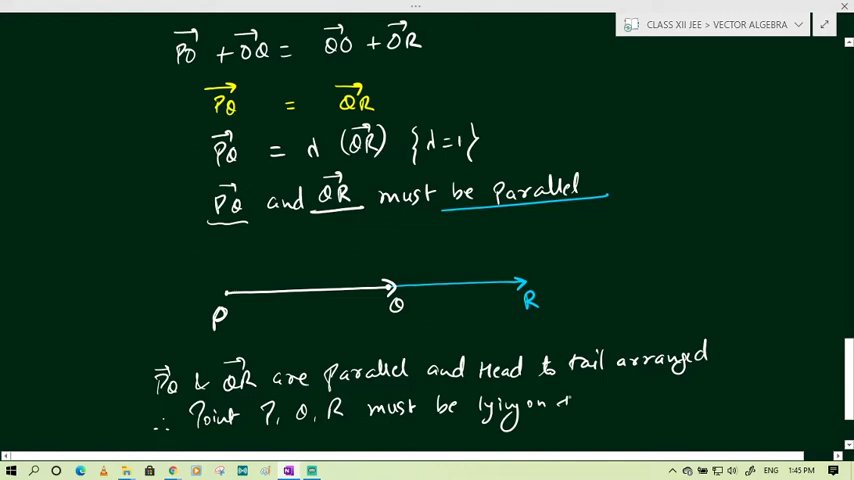 CLASS XII JEE > VECTOR ALGEBRA
PO + OQ = QO + OR
PQ = QR
PQ = λ (QR) {λ=1}
PQ and QR must be parallel
P Q R
PQ & QR are parallel and Head to tail arranged
∴ Point P, Q, R must be lying on
ENG 1:45 PM